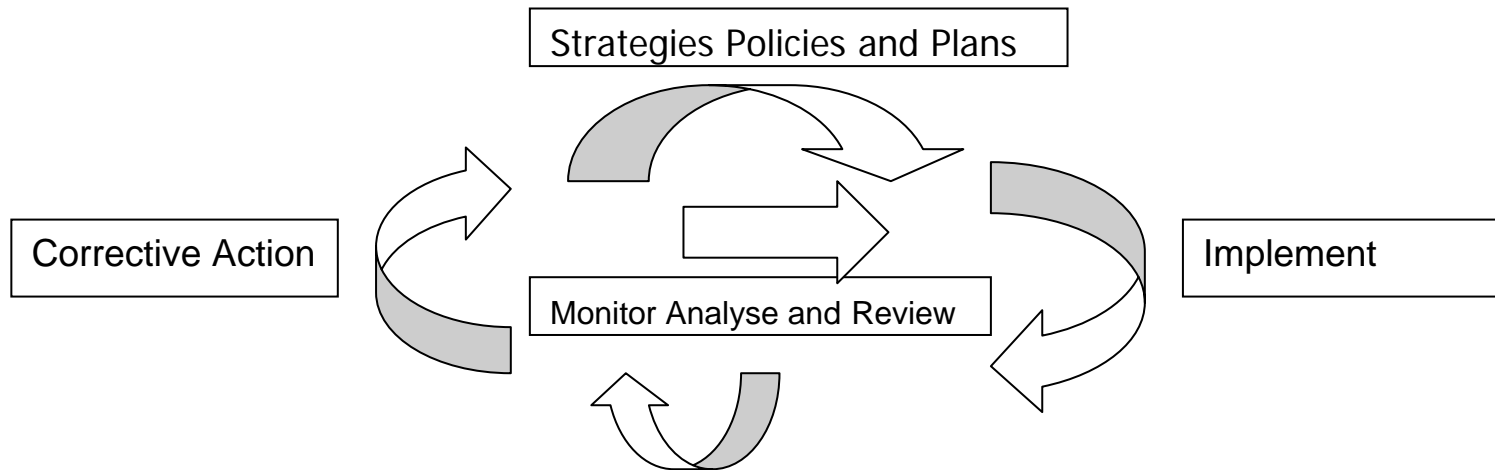 Strategies Policies and Plans
Corrective Action
Implement
Monitor Analyse and Review